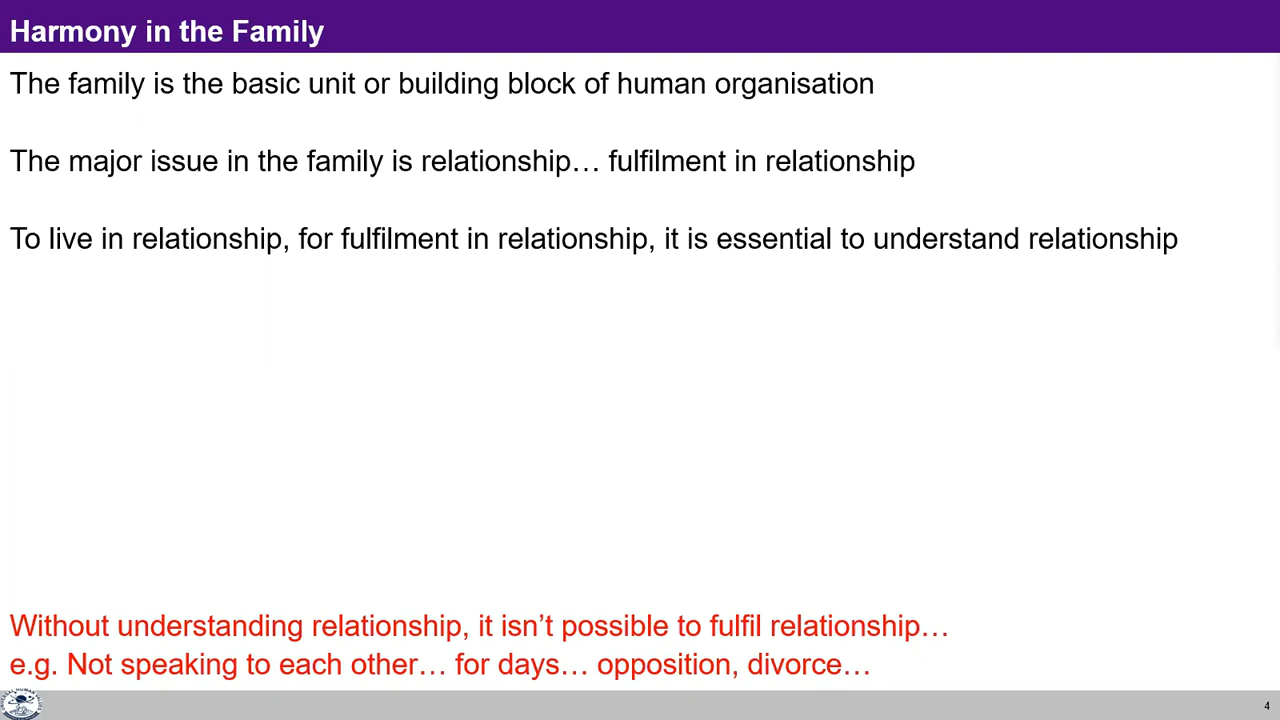 Harmony in the Family
The family is the basic unit or building block of human organisation
The major issue in the family is relationship… fulfilment in relationship
To live in relationship, for fulfilment in relationship, it is essential to understand relationship
Without understanding relationship, it isn’t possible to fulfil relationship…
e.g. Not speaking to each other… for days… opposition, divorce…
4